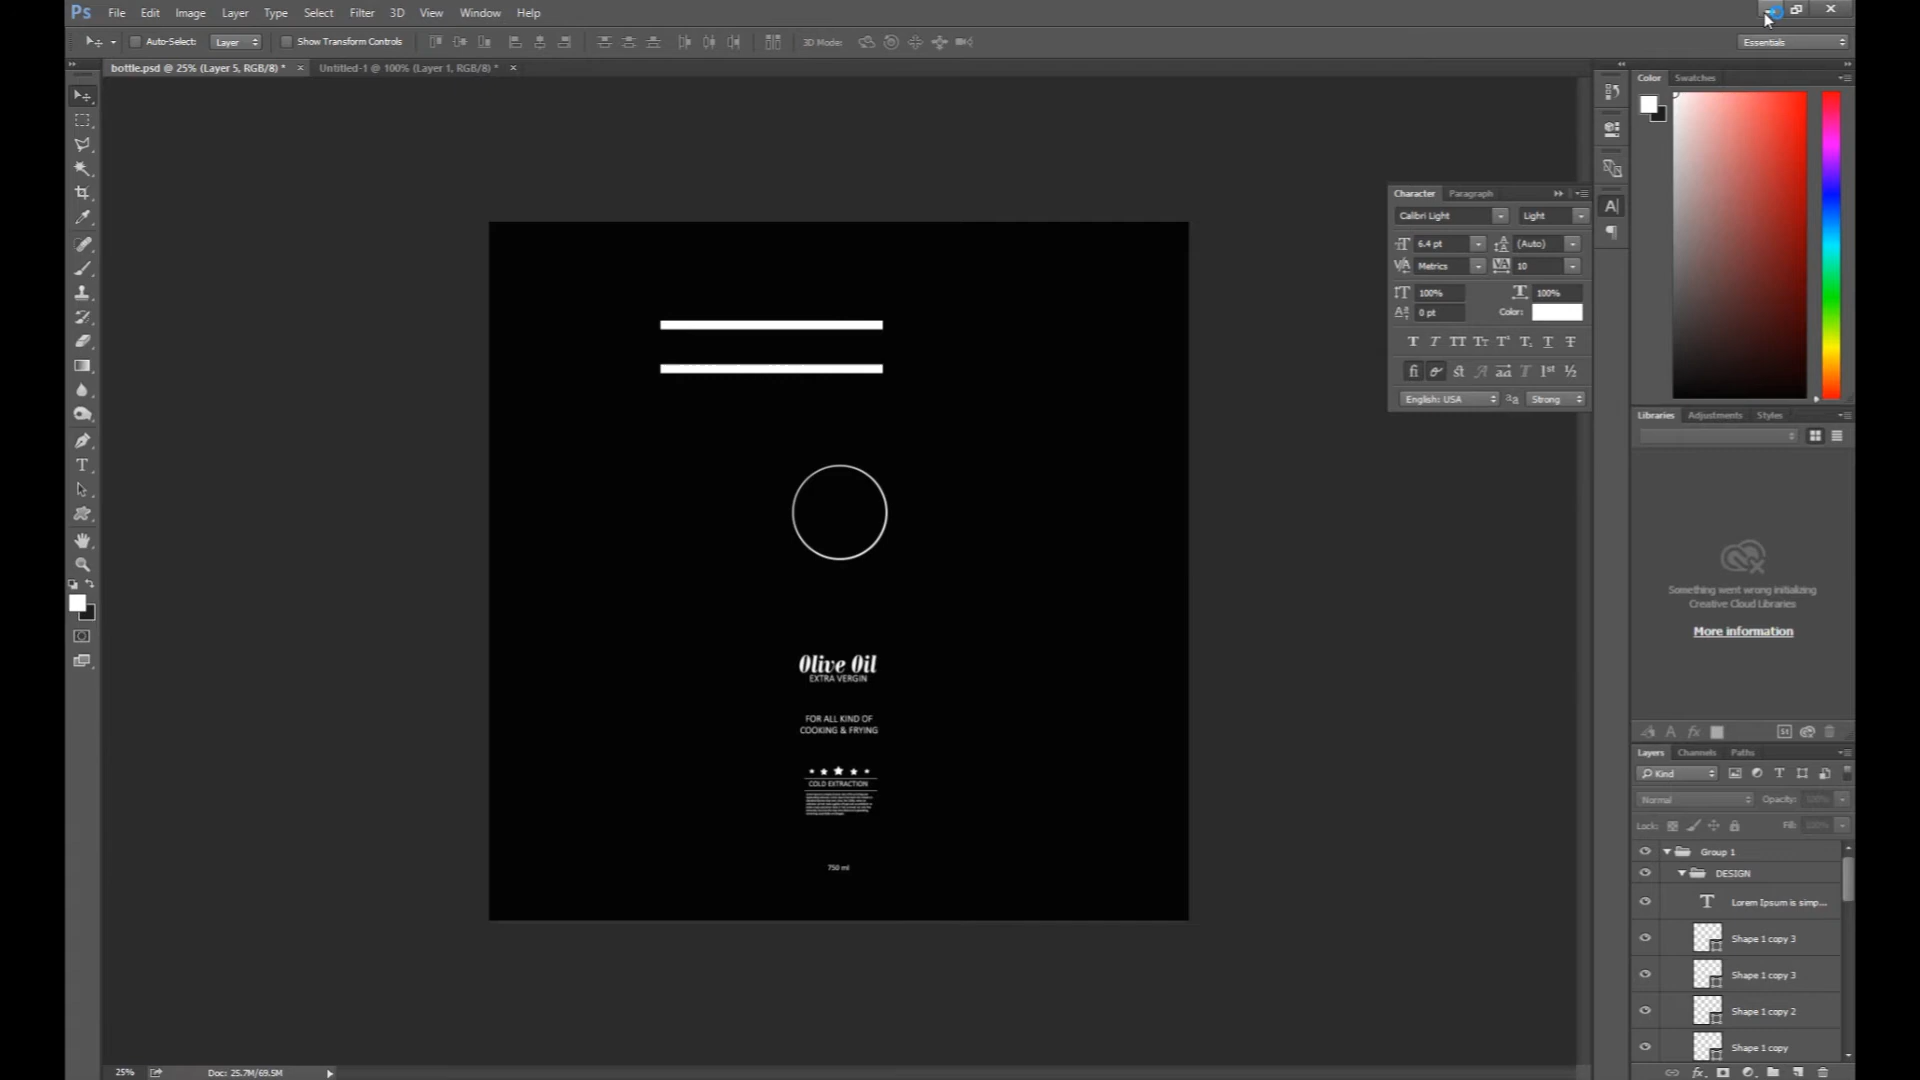 Ps File Edit Image Layer Type Select Filter 3D View Window Help
Auto-Select: Layer Show Transform Controls 3D Mode: Essentials
bottle.psd @ 25% (Layer 5, RGB/8) * × Untitled-1 @ 100% (Layer 1, RGB/8) * ×
Color Swatches
Character Paragraph
Calibri Light Light
6.4 pt (Auto)
Metrics 10
100% 100%
0 pt Color:
English: USA aa Strong
Libraries Adjustments Styles
Something went wrong initializing
Creative Cloud Libraries
More information
Olive Oil
EXTRA VERGIN
FOR ALL KIND OF
COOKING & FRYING
COLD EXTRACTION
750 ml
Layers Channels Paths
Kind
Normal Opacity: 100%
Lock: Fill: 100%
Group 1
DESIGN
Lorem Ipsum is simp...
Shape 1 copy 3
Shape 1 copy 3
Shape 1 copy 2
Shape 1 copy
25% Doc: 25.7M/69.5M